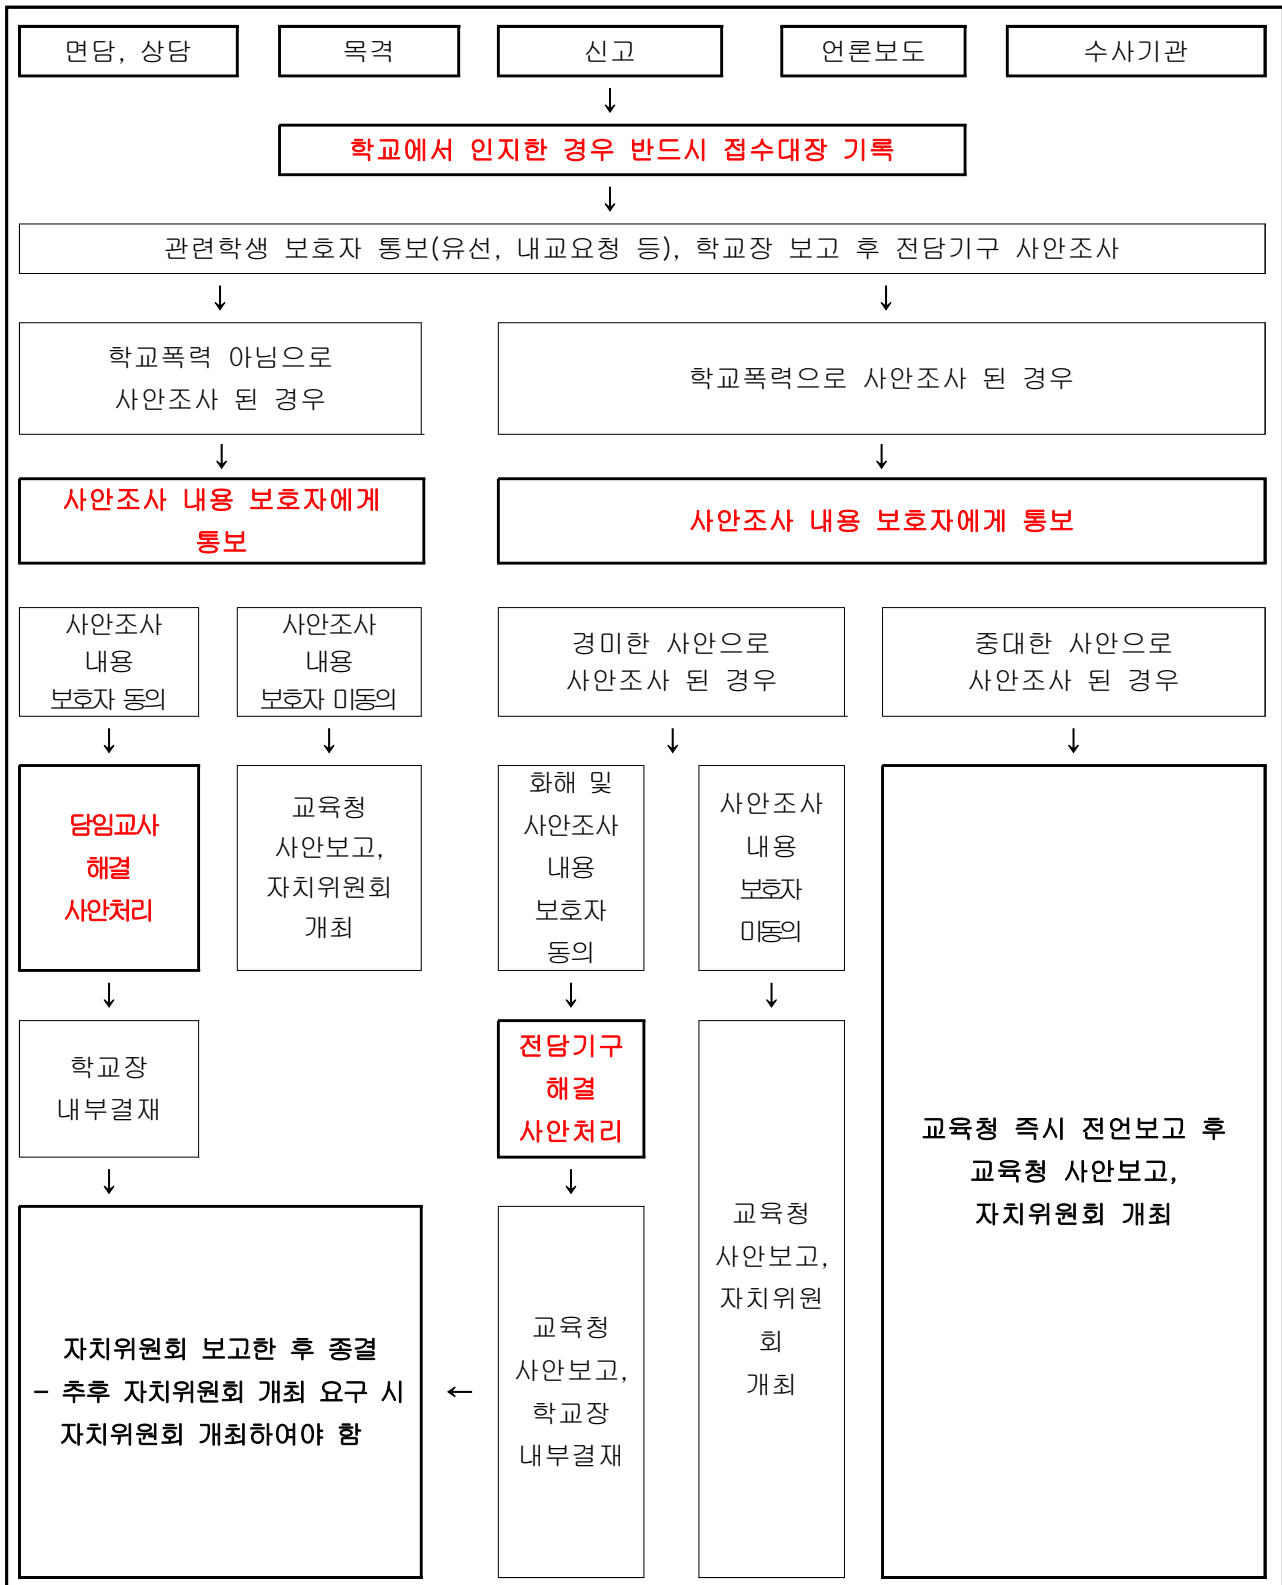 면담, 상담
목격
신고
언론보도
수사기관
↓
학교에서 인지한 경우 반드시 접수대장 기록
↓
관련학생 보호자 통보(유선, 내교요청 등), 학교장 보고 후 전담기구 사안조사
↓
↓
학교폭력 아님으로
사안조사 된 경우
학교폭력으로 사안조사 된 경우
↓
↓
사안조사 내용 보호자에게
통보
사안조사 내용 보호자에게 통보
사안조사
내용
보호자 동의
사안조사
내용
보호자 미동의
경미한 사안으로
사안조사 된 경우
중대한 사안으로
사안조사 된 경우
↓
↓
↓
↓
담임교사
해결
사안처리
교육청
사안보고,
자치위원회
개최
화해 및
사안조사
내용
보호자
동의
사안조사
내용
보호자
미동의
교육청 즉시 전언보고 후
교육청 사안보고,
자치위원회 개최
↓
↓
↓
학교장
내부결재
전담기구
해결
사안처리
교육청
사안보고,
자치위원
회
개최
↓
↓
자치위원회 보고한 후 종결
- 추후 자치위원회 개최 요구 시
자치위원회 개최하여야 함
←
교육청
사안보고,
학교장
내부결재